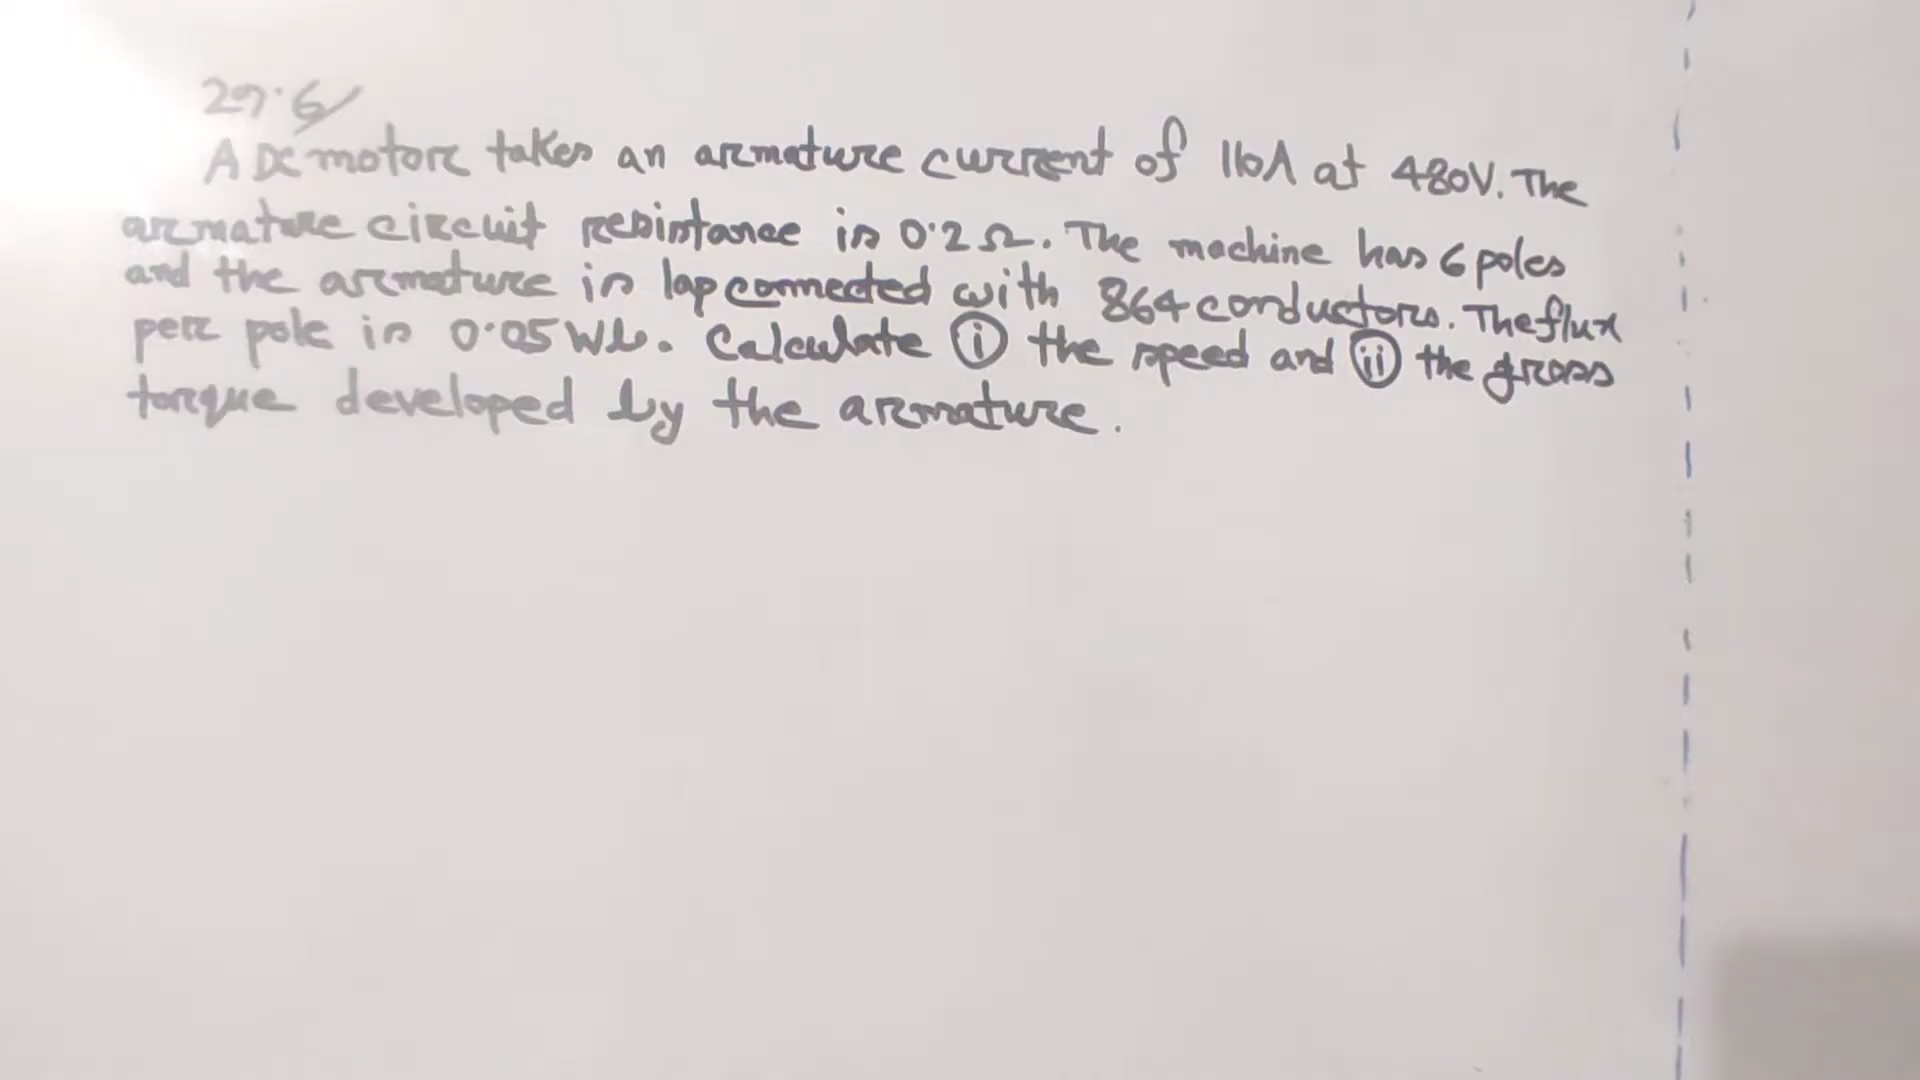 29.6
A DC motor takes an armature current of 110A at 480V. The
armature circuit resistance is 0.2Ω. The machine has 6 poles
and the armature is lap connected with 864 conductors. The flux
per pole is 0.05 Wb. Calculate (i) the speed and (ii) the gross
torque developed by the armature.